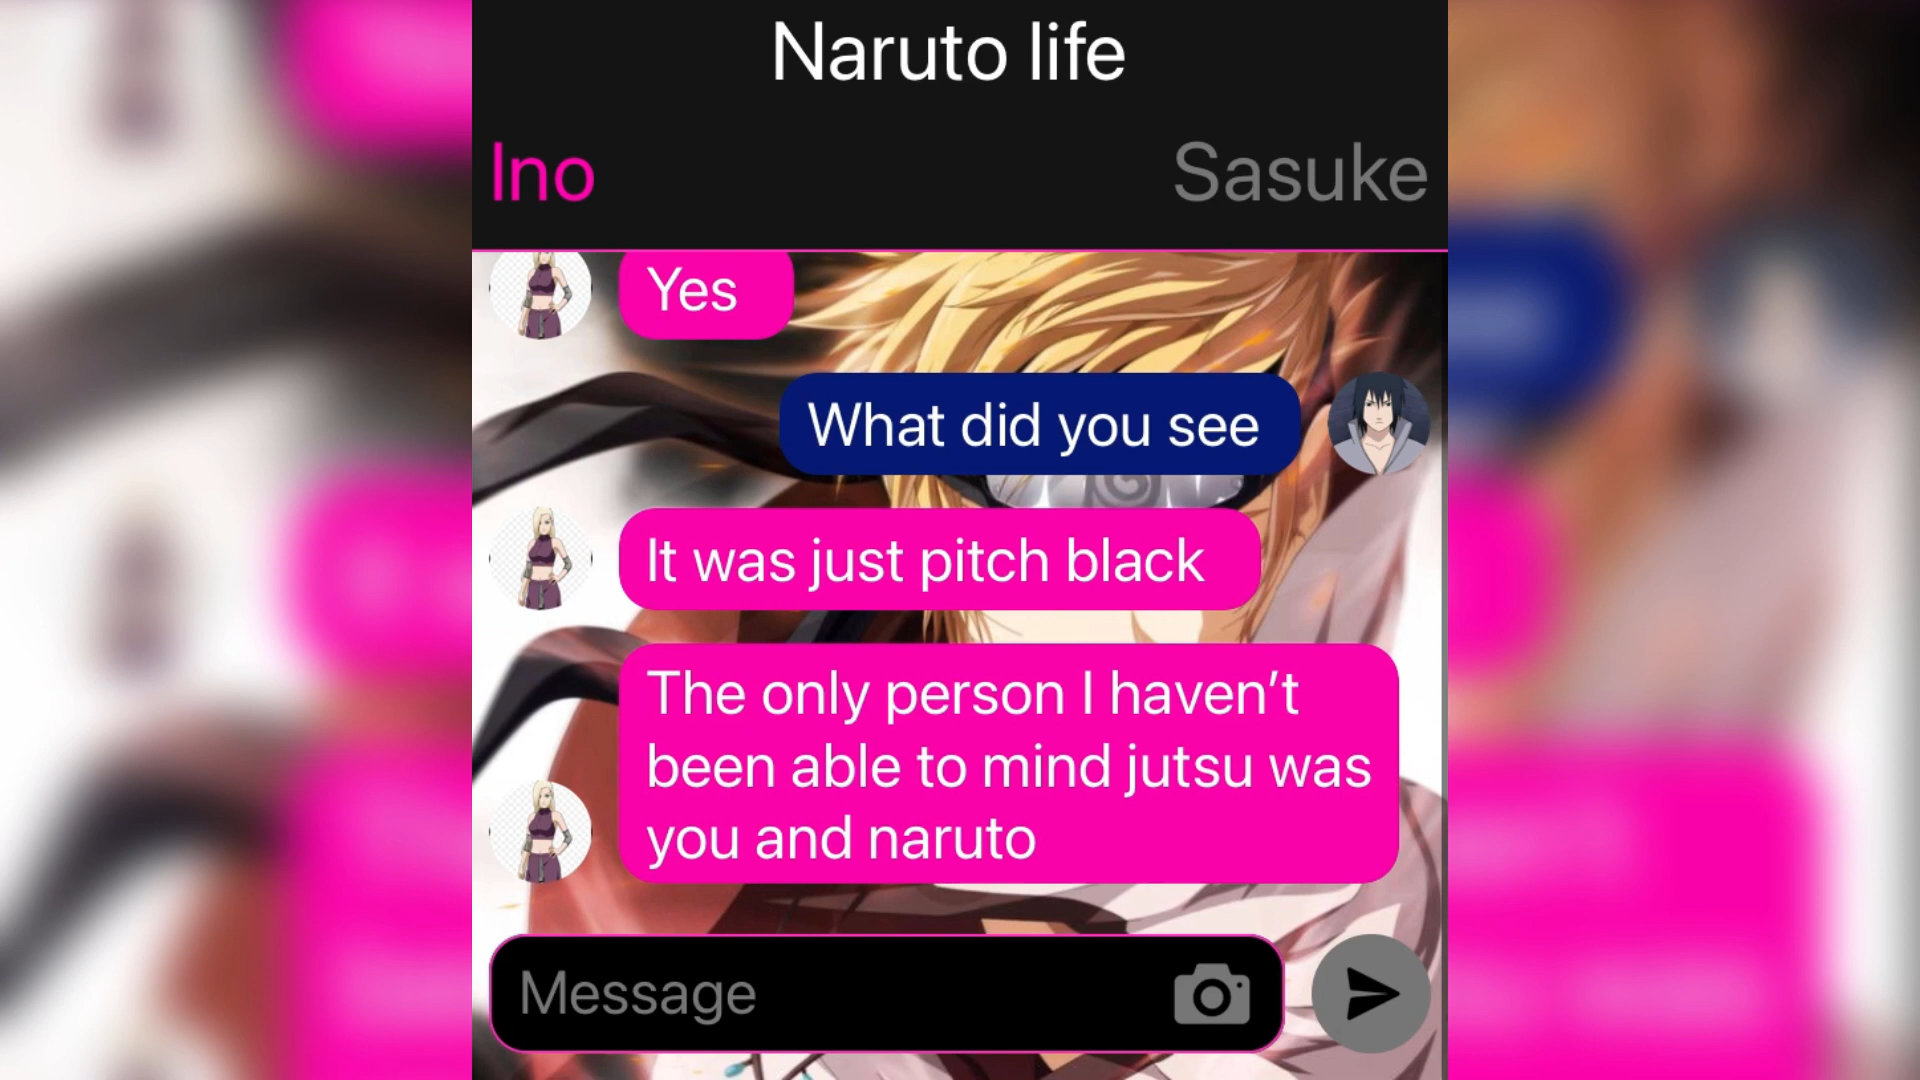 Naruto life
Ino
Sasuke
Yes
What did you see
It was just pitch black
The only person I haven’t
been able to mind jutsu was
you and naruto
Message